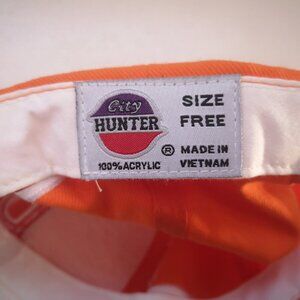 City
HUNTER
100% ACRYLIC
SIZE
FREE
® MADE IN
VIETNAM